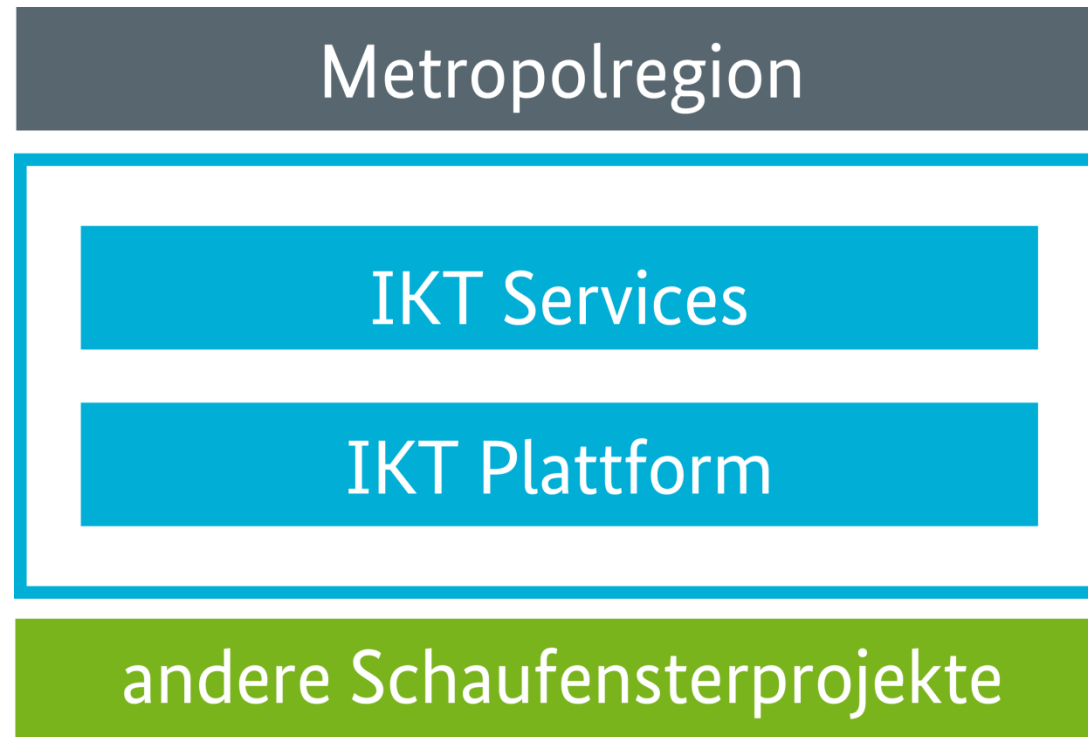 Metropolregion
IKT Services
IKT Plattform
andere Schaufensterprojekte